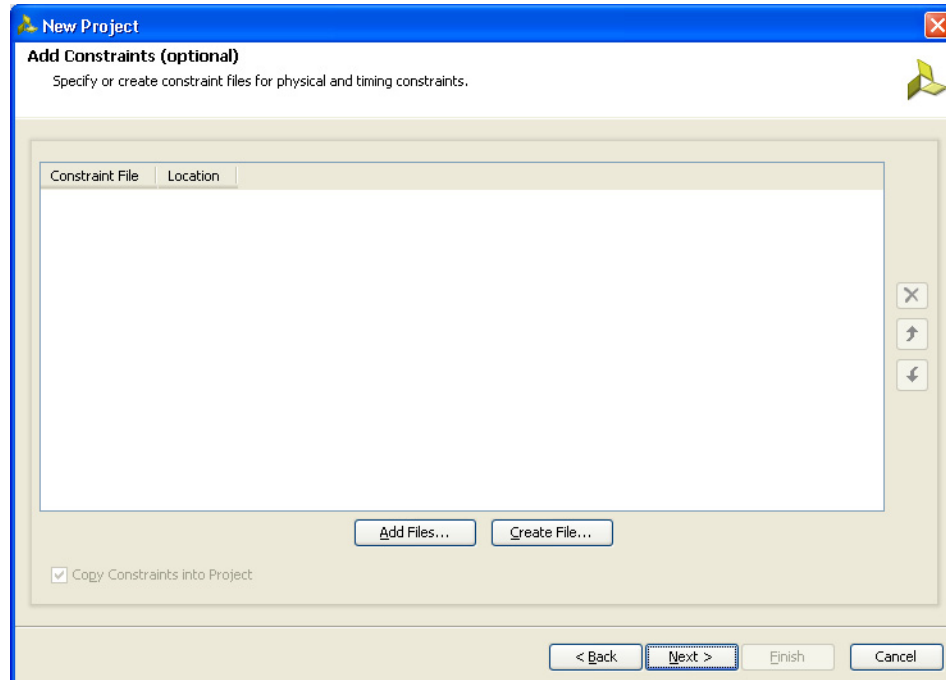 New Project
Add Constraints (optional)
Specify or create constraint files for physical and timing constraints.
Constraint File Location
Add Files... Create File...
Copy Constraints into Project
< Back Next > Finish Cancel